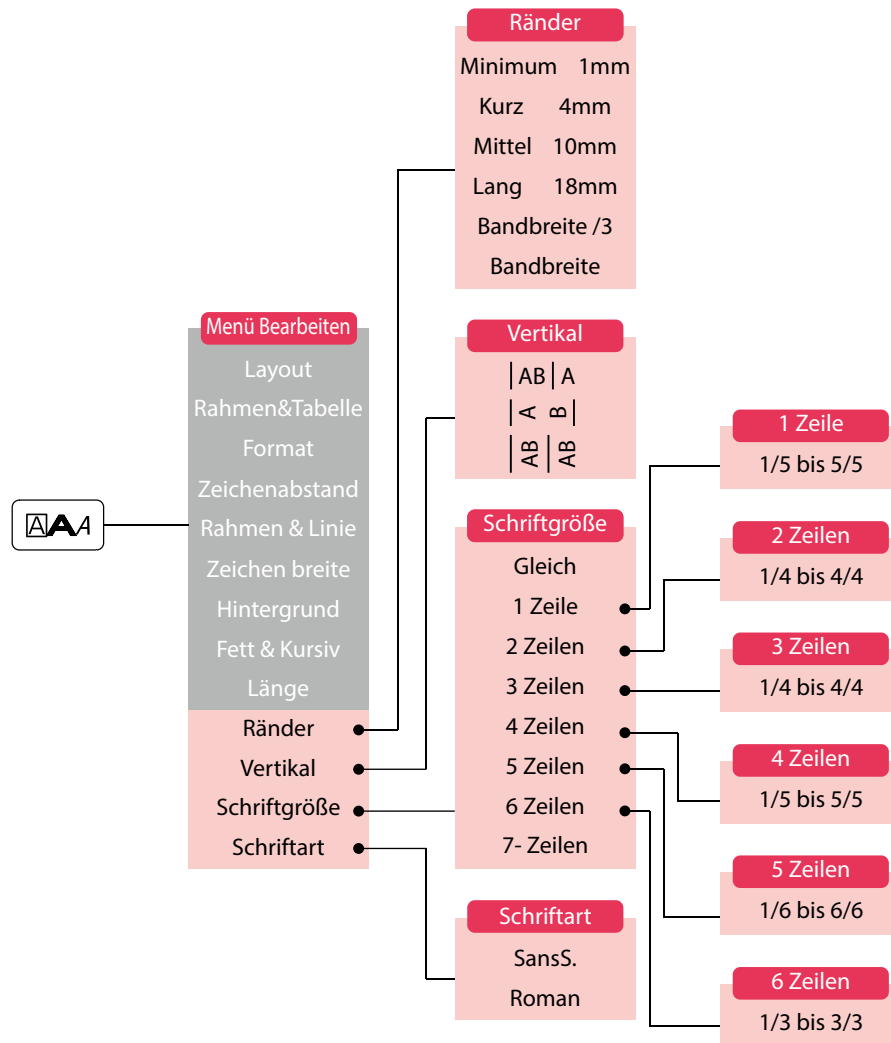 AAA
Menü Bearbeiten
Layout
Rahmen&Tabelle
Format
Zeichenabstand
Rahmen & Linie
Zeichen breite
Hintergrund
Fett & Kursiv
Länge
Ränder
Vertikal
Schriftgröße
Schriftart
Ränder
Minimum 1mm
Kurz 4mm
Mittel 10mm
Lang 18mm
Bandbreite /3
Bandbreite
Vertikal
|AB|A
|A B|
|AB|AB
Schriftgröße
Gleich
1 Zeile
2 Zeilen
3 Zeilen
4 Zeilen
5 Zeilen
6 Zeilen
7- Zeilen
Schriftart
SansS.
Roman
1 Zeile
1/5 bis 5/5
2 Zeilen
1/4 bis 4/4
3 Zeilen
1/4 bis 4/4
4 Zeilen
1/5 bis 5/5
5 Zeilen
1/6 bis 6/6
6 Zeilen
1/3 bis 3/3